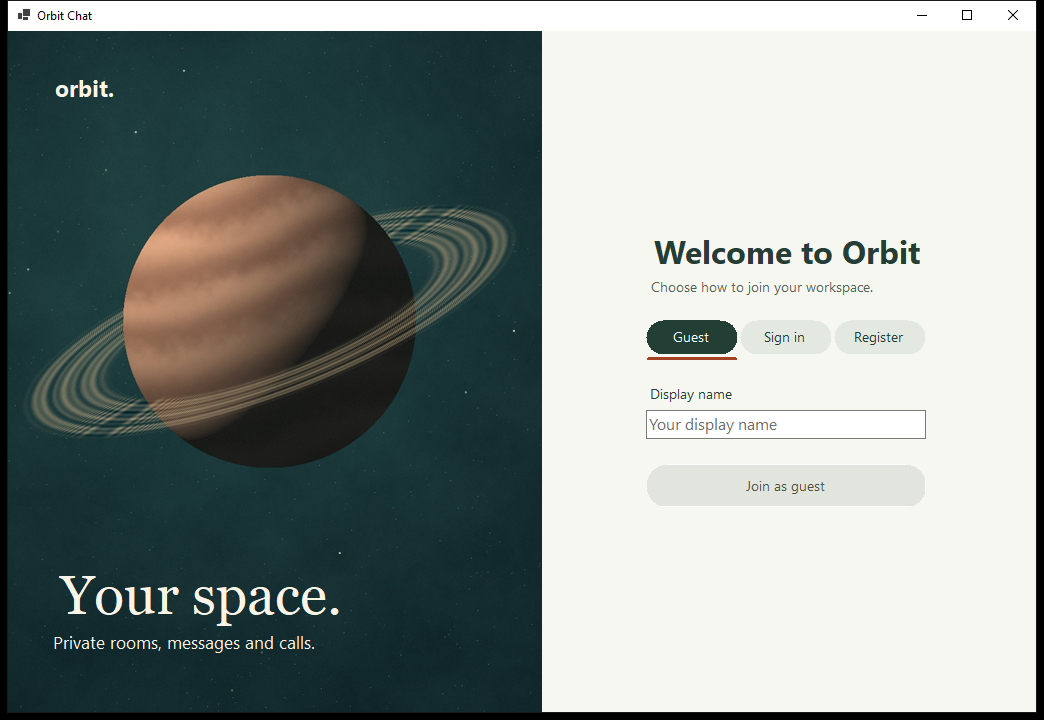 Orbit Chat
orbit.
Your space.
Private rooms, messages and calls.
Welcome to Orbit
Choose how to join your workspace.
Guest Sign in Register
Display name
Your display name
Join as guest